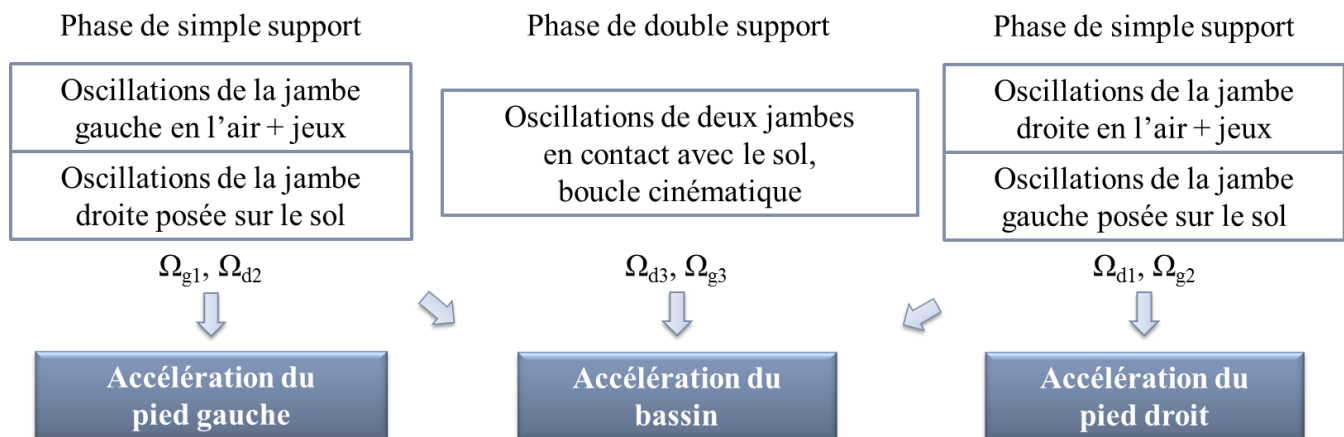 Phase de simple support
Phase de double support
Phase de simple support
Oscillations de la jambe
gauche en l’air + jeux
Oscillations de la jambe
droite posée sur le sol
Oscillations de deux jambes
en contact avec le sol,
boucle cinématique
Oscillations de la jambe
droite en l’air + jeux
Oscillations de la jambe
gauche posée sur le sol
Ωg1, Ωd2
Ωd3, Ωg3
Ωd1, Ωg2
Accélération du
pied gauche
Accélération du
bassin
Accélération du
pied droit